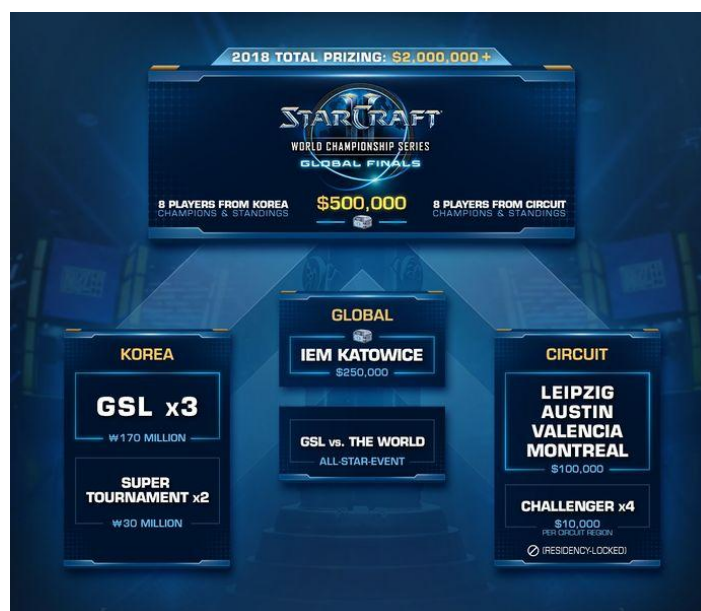 2018 TOTAL PRIZING: $2,000,000+
STARCRAFT
II
WORLD CHAMPIONSHIP SERIES
GLOBAL FINALS
8 PLAYERS FROM KOREA
CHAMPIONS & STANDINGS
$500,000
8 PLAYERS FROM CIRCUIT
CHAMPIONS & STANDINGS
KOREA
GSL x3
₩170 MILLION
SUPER
TOURNAMENT x2
₩30 MILLION
GLOBAL
IEM KATOWICE
$250,000
GSL vs. THE WORLD
ALL-STAR-EVENT
CIRCUIT
LEIPZIG
AUSTIN
VALENCIA
MONTREAL
$100,000
CHALLENGER x4
$10,000
PER CIRCUIT REGION
(RESIDENCY-LOCKED)